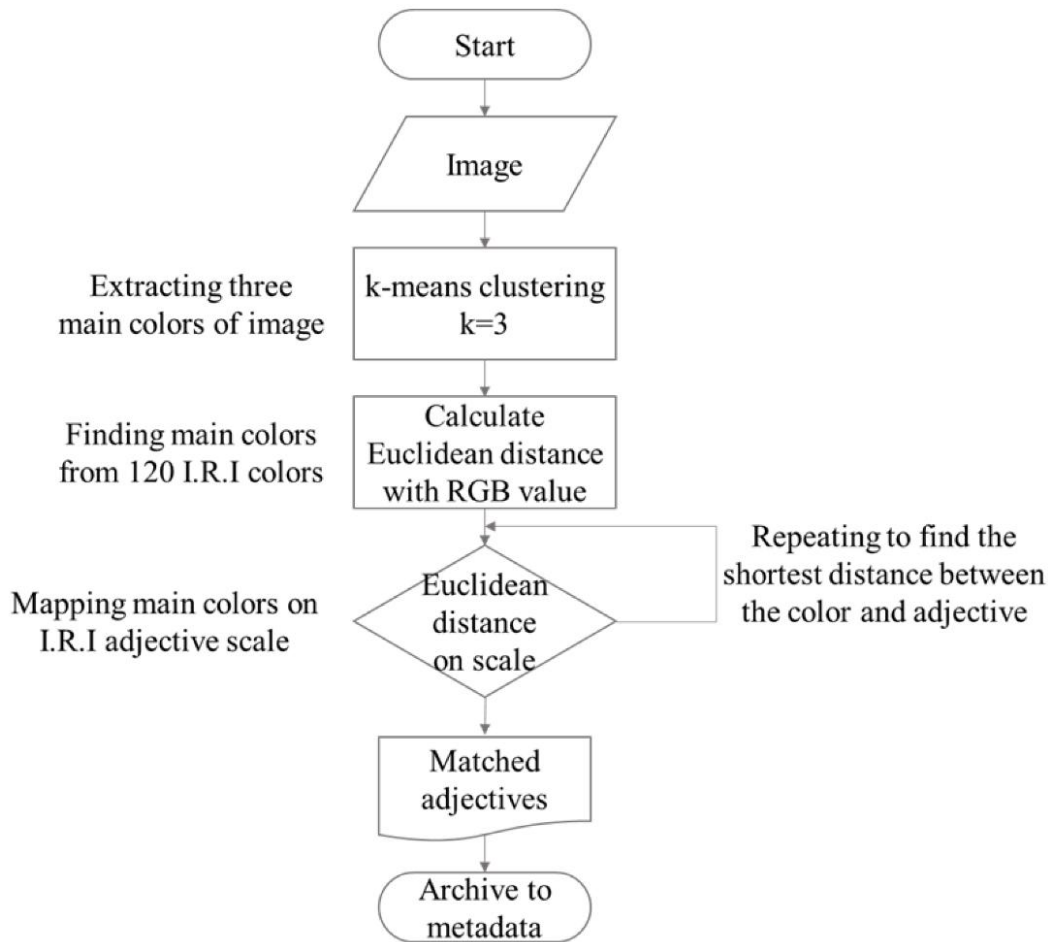 Start
Image
Extracting three
main colors of image
k-means clustering
k=3
Finding main colors
from 120 I.R.I colors
Calculate
Euclidean distance
with RGB value
Mapping main colors on
I.R.I adjective scale
Euclidean
distance
on scale
Repeating to find the
shortest distance between
the color and adjective
Matched
adjectives
Archive to
metadata